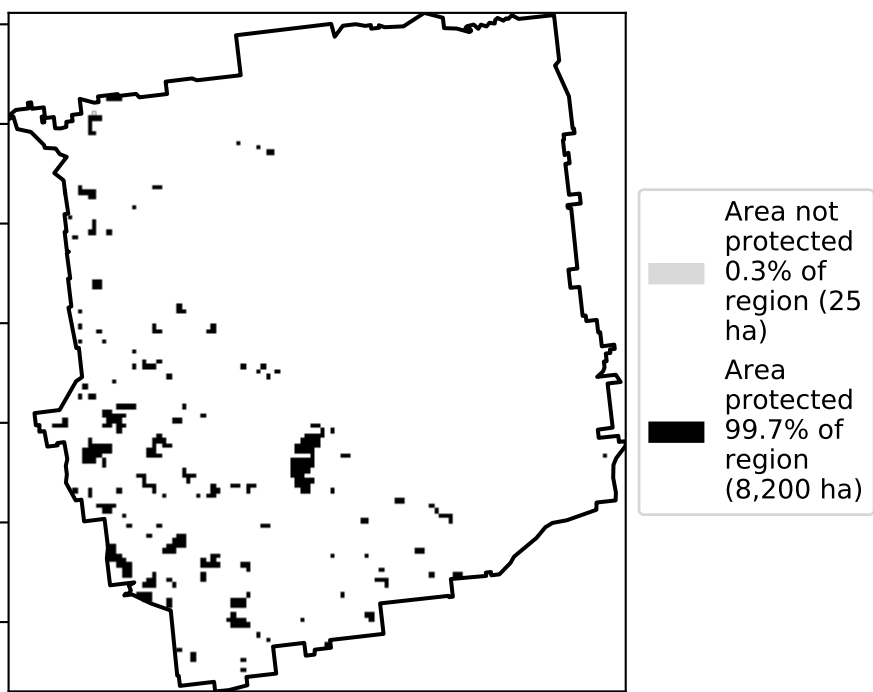 Area not
protected
0.3% of
region (25
ha)
Area
protected
99.7% of
region
(8,200 ha)